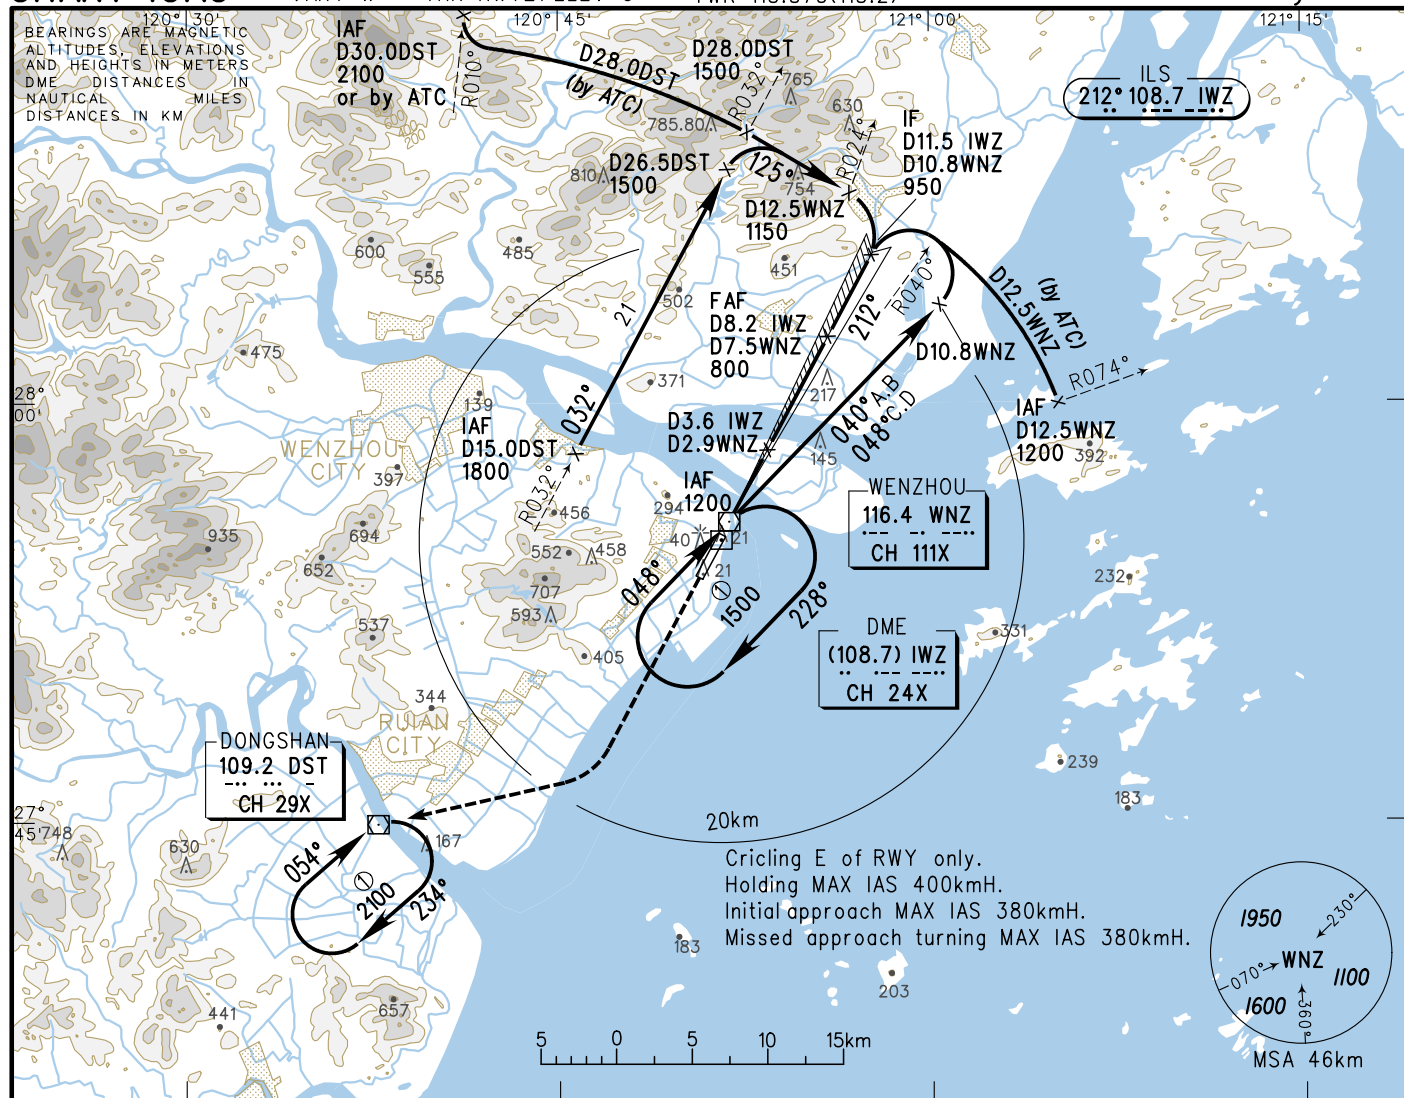 120°30'
120°45'
121°00'
121°15'
BEARINGS ARE MAGNETIC
ALTITUDES, ELEVATIONS
AND HEIGHTS IN METERS
DME DISTANCES IN
NAUTICAL MILES
DISTANCES IN KM
IAF
D30.0DST
2100
or by ATC
R010°
D28.0DST
(by ATC)
D28.0DST
1500
R032°
765
630
785.80
ILS
212° 108.7 IWZ
IF
D11.5 IWZ
D10.8WNZ
950
R024°
810
D26.5DST
1500
125°
754
D12.5WNZ
1150
600
555
485
451
502
21
FAF
D8.2 IWZ
D7.5WNZ
800
212°
R040°
D12.5WNZ
(by ATC)
D10.8WNZ
R074°
475
371
217
28°
00'
139
032°
IAF
D15.0DST
1800
D3.6 IWZ
D2.9WNZ
040°A.B
048°C.D
145
IAF
D12.5WNZ
1200
392
WENZHOU
CITY
397
R032°
IAF
1200
294
456
WENZHOU
116.4 WNZ
CH 111X
935
694
652
552
458
407
21
21
707
593
048°
1500
228°
232
537
405
331
DME
(108.7) IWZ
CH 24X
344
RUIAN
CITY
DONGSHAN
109.2 DST
CH 29X
239
183
27°
45'
748
630
167
20km
054°
2100
234°
Cricling E of RWY only.
Holding MAX IAS 400kmH.
Initial approach MAX IAS 380kmH.
Missed approach turning MAX IAS 380kmH.
183
203
657
441
5 0 5 10 15km
1950
230°
070°
WNZ
1100
1600
360°
MSA 46km